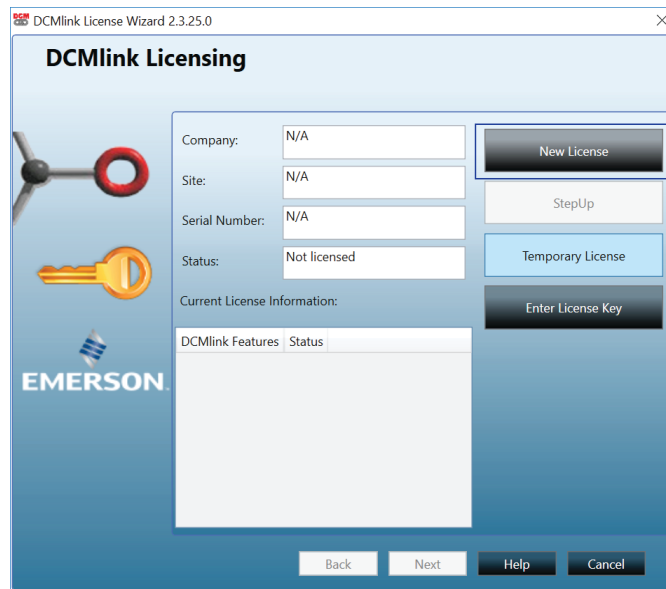 DCM DCMlink License Wizard 2.3.25.0
DCMlink Licensing
Company: N/A
New License
Site: N/A
StepUp
Serial Number: N/A
Status: Not licensed
Temporary License
Current License Information:
Enter License Key
DCMlink Features Status
EMERSON.
Back Next Help Cancel